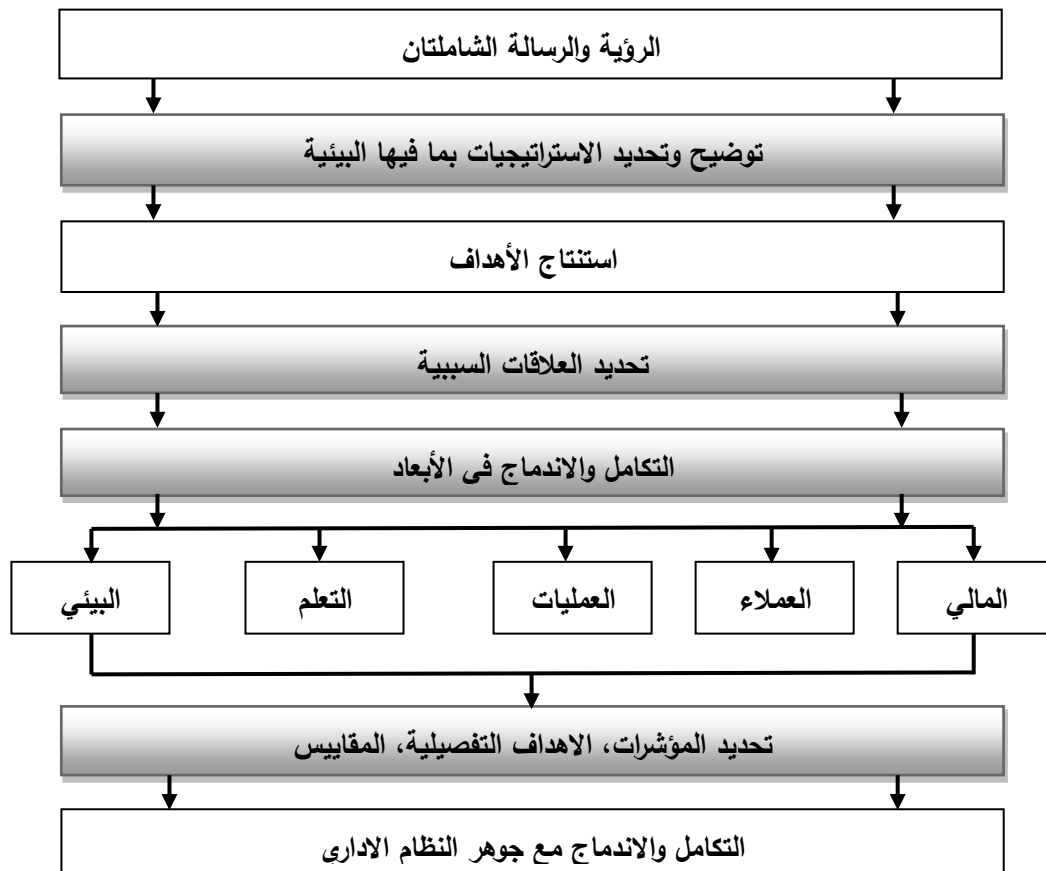 الرؤية والرسالة الشاملتان
توضيح وتحديد الاستراتيجيات بما فيها البيئية
استنتاج الأهداف
تحديد العلاقات السببية
التكامل والاندماج فى الأبعاد
المالي
العملاء
العمليات
التعلم
البيئي
تحديد المؤشرات، الاهداف التفصيلية، المقاييس
التكامل والاندماج مع جوهر النظام الادارى